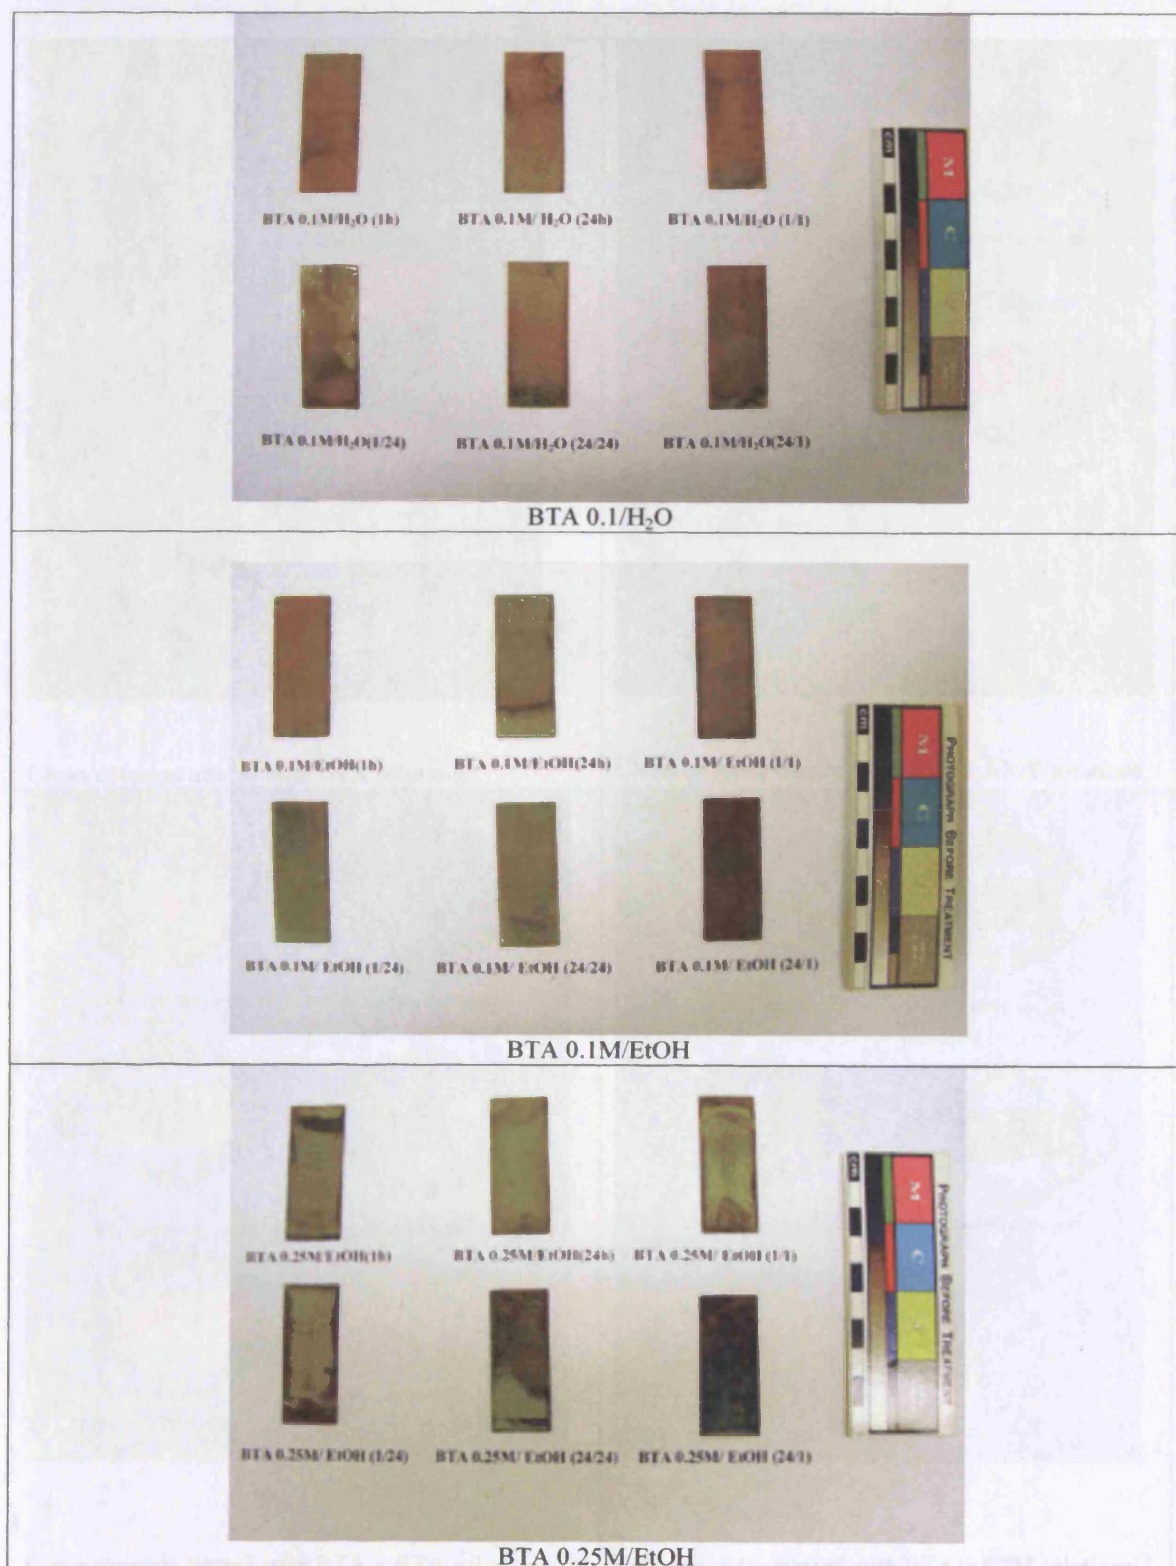 BTA 0.1M/H₂O (1h) BTA 0.1M/ H₂O (24h) BTA 0.1M/H₂O (1/1)
cm
M
C
BTA 0.1M/H₂O(1/24) BTA 0.1M/H₂O (24/24) BTA 0.1M/H₂O(24/1)
BTA 0.1/H₂O
BTA 0.1M/EtOH(1h) BTA 0.1M/EtOH(24h) BTA 0.1M/ EtOH (1/1)
cm
M
C
PHOTOGRAPH BEFORE TREATMENT
BTA 0.1M/ EtOH (1/24) BTA 0.1M/ EtOH (24/24) BTA 0.1M/ EtOH (24/1)
BTA 0.1M/EtOH
BTA 0.25M/EtOH(1h) BTA 0.25M/EtOH(24h) BTA 0.25M/ EtOH (1/1)
cm
M
C
PHOTOGRAPH BEFORE TREATMENT
BTA 0.25M/ EtOH (1/24) BTA 0.25M/ EtOH (24/24) BTA 0.25M/ EtOH (24/1)
BTA 0.25M/EtOH